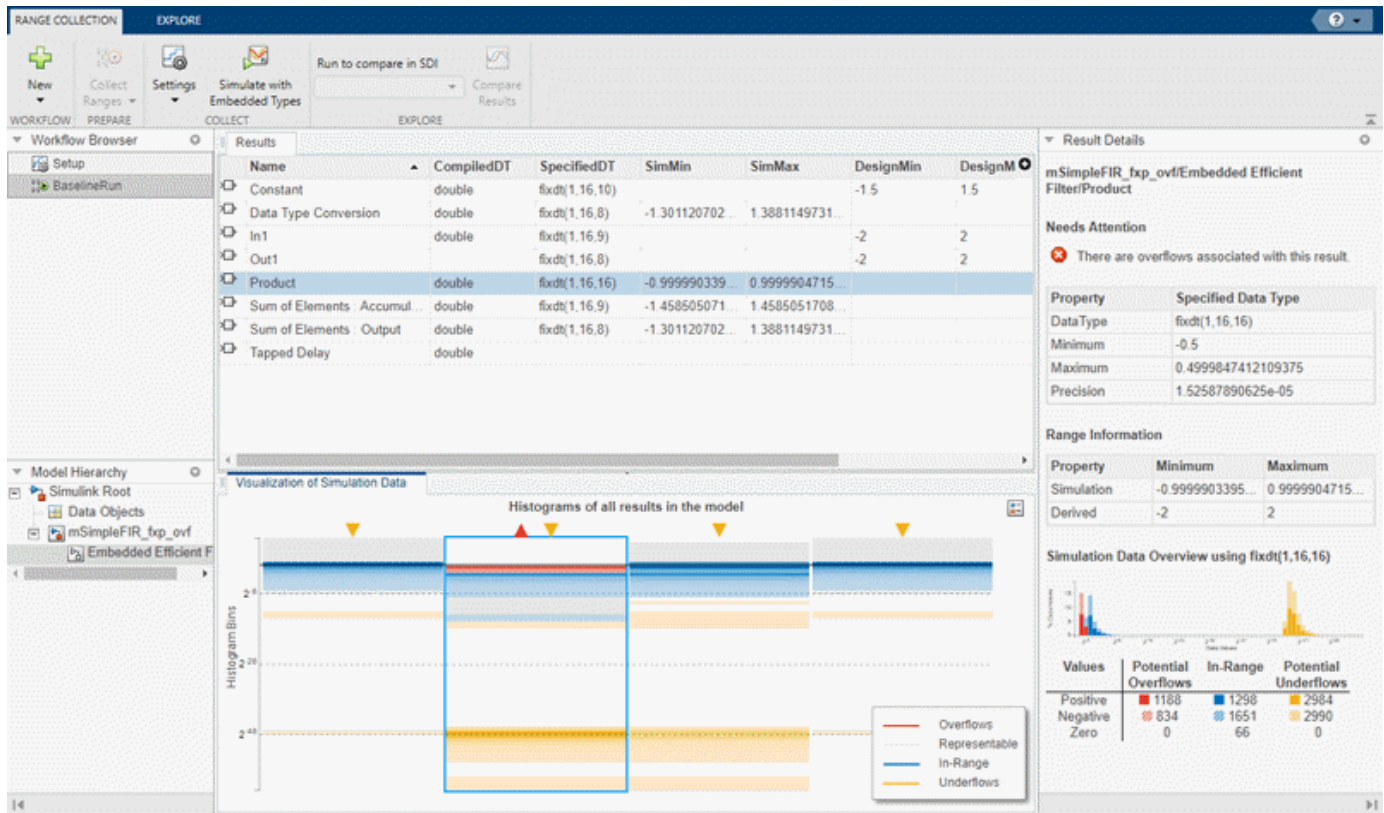 RANGE COLLECTION EXPLORE
New
Collect Ranges
Settings
Simulate with Embedded Types
Run to compare in SDI
Compare Results
WORKFLOW PREPARE COLLECT EXPLORE
Workflow Browser
Setup
BaselineRun
Results
Name CompiledDT SpecifiedDT SimMin SimMax DesignMin DesignM
Constant double fixdt(1,16,10) -1.5 1.5
Data Type Conversion double fixdt(1,16,8) -1.301120702... 1.3881149731...
In1 double fixdt(1,16,9) -2 2
Out1 fixdt(1,16,8) -2 2
Product double fixdt(1,16,16) -0.999990339... 0.9999904715...
Sum of Elements : Accumul... double fixdt(1,16,9) -1.458505071... 1.4585051708...
Sum of Elements : Output double fixdt(1,16,8) -1.301120702... 1.3881149731...
Tapped Delay double
Model Hierarchy
Simulink Root
Data Objects
mSimpleFIR_fxp_ovf
Embedded Efficient F
Visualization of Simulation Data
Histograms of all results in the model
Histogram Bins
Overflows
Representable
In-Range
Underflows
Result Details
mSimpleFIR_fxp_ovf/Embedded Efficient
Filter/Product
Needs Attention
There are overflows associated with this result.
Property Specified Data Type
DataType fixdt(1,16,16)
Minimum -0.5
Maximum 0.4999847412109375
Precision 1.52587890625e-05
Range Information
Property Minimum Maximum
Simulation -0.9999903395... 0.9999904715...
Derived -2 2
Simulation Data Overview using fixdt(1,16,16)
Values Potential Overflows In-Range Potential Underflows
Positive 1188 1298 2984
Negative 834 1651 2990
Zero 0 66 0